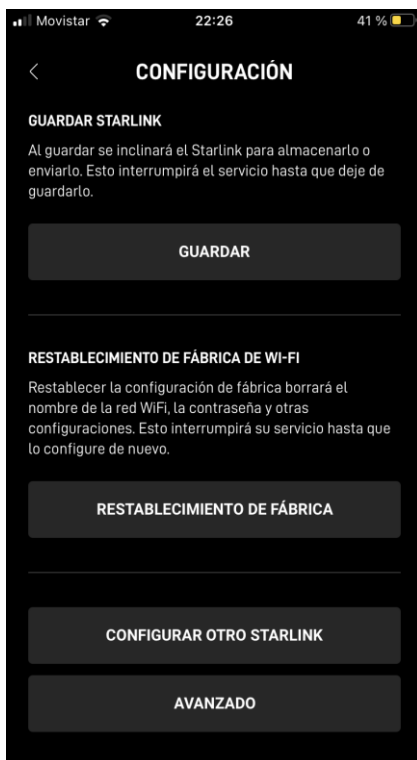 Movistar 22:26 41 %
CONFIGURACIÓN
GUARDAR STARLINK
Al guardar se inclinará el Starlink para almacenarlo o
enviarlo. Esto interrumpirá el servicio hasta que deje de
guardarlo.
GUARDAR
RESTABLECIMIENTO DE FÁBRICA DE WI-FI
Restablecer la configuración de fábrica borrará el
nombre de la red WiFi, la contraseña y otras
configuraciones. Esto interrumpirá su servicio hasta que
lo configure de nuevo.
RESTABLECIMIENTO DE FÁBRICA
CONFIGURAR OTRO STARLINK
AVANZADO